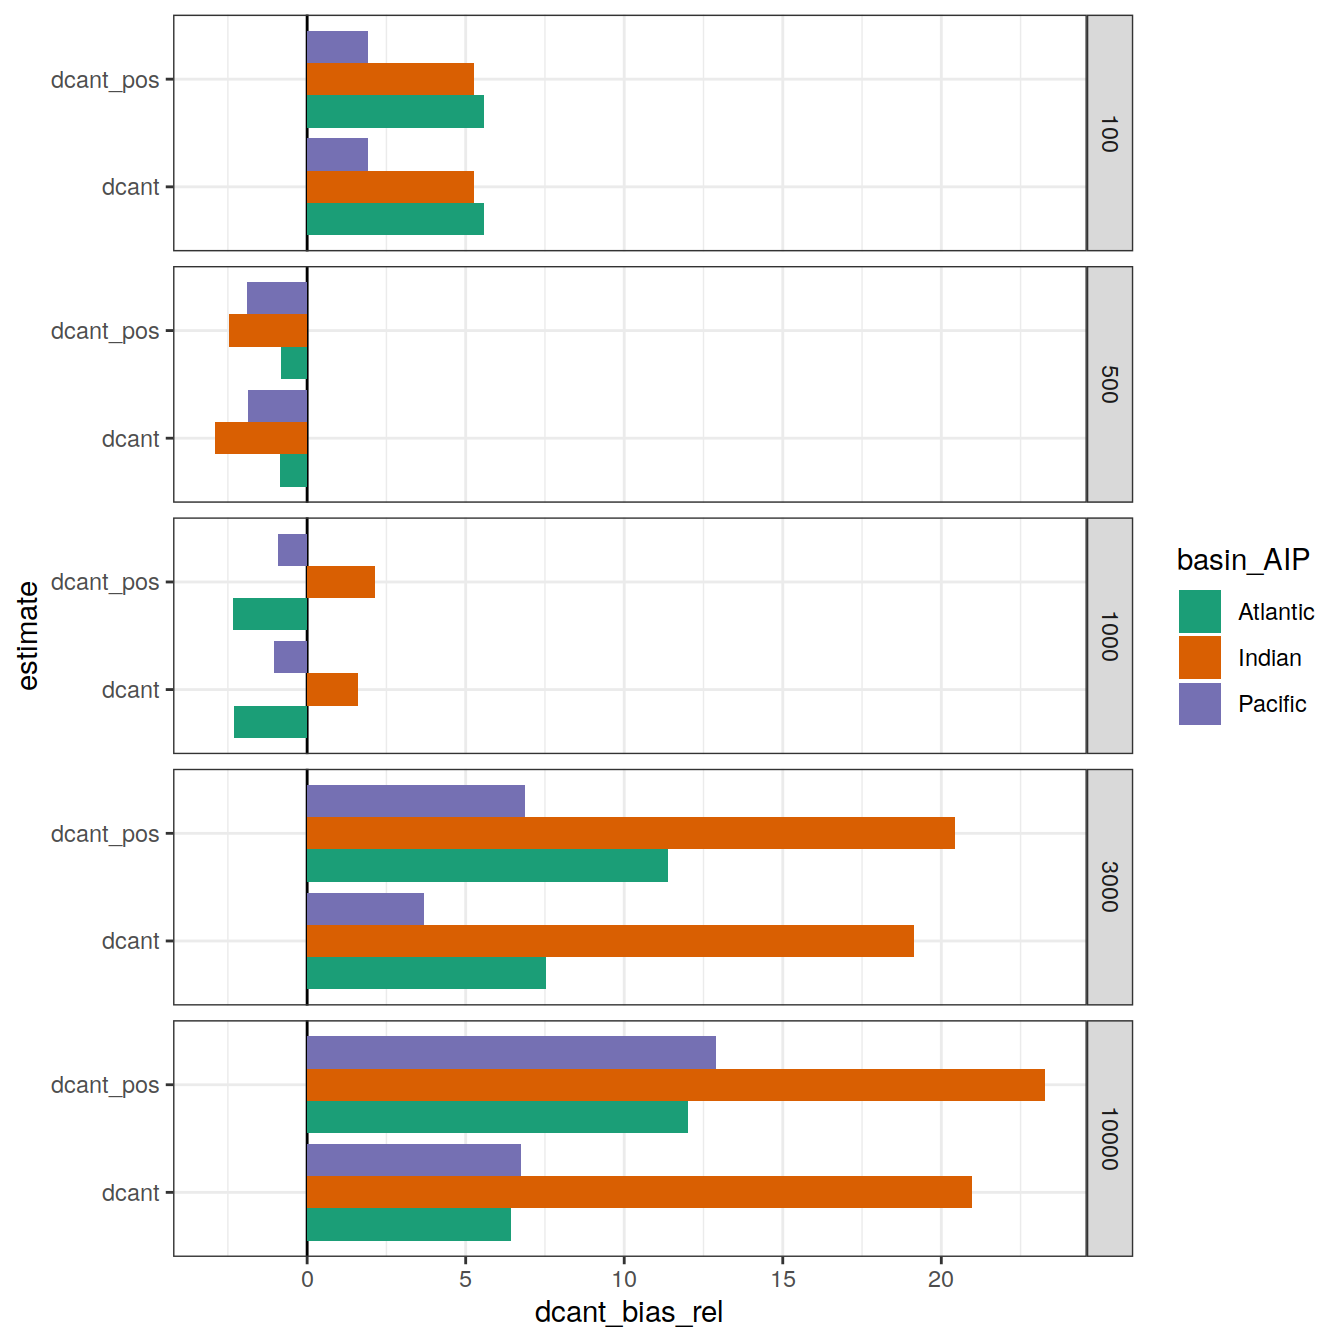 dcant_pos
dcant
100
dcant_pos
dcant
500
dcant_pos
dcant
1000
dcant_pos
dcant
3000
dcant_pos
dcant
10000
0 5 10 15 20
dcant_bias_rel
estimate
basin_AIP
Atlantic
Indian
Pacific